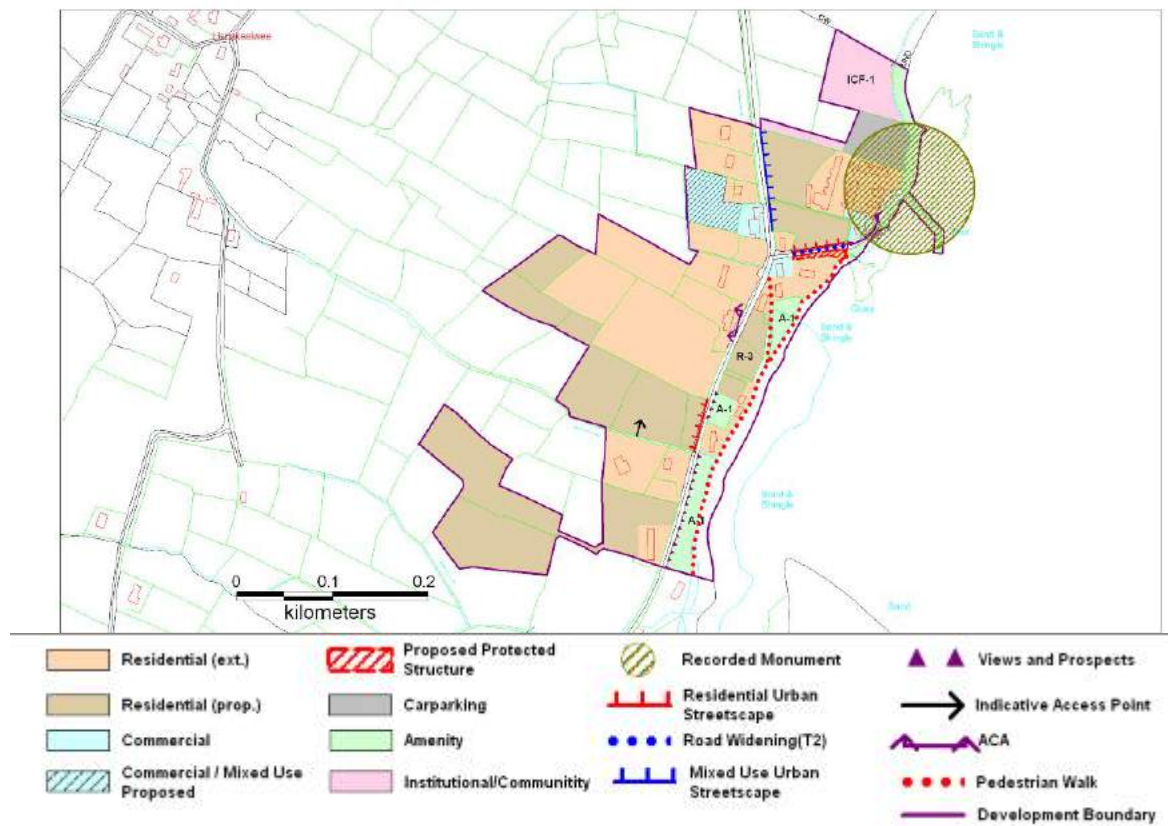 Sand &
Shingle
ICF-1
Quay
A-1
Sand &
Shingle
R-3
A-1
Sand &
Shingle
A-1
Sand
0 0.1 0.2
kilometers
Residential (ext.)
Residential (prop.)
Commercial
Commercial / Mixed Use
Proposed
Proposed Protected
Structure
Carparking
Amenity
Institutional/Communitity
Recorded Monument
Residential Urban
Streetscape
Road Widening(T2)
Mixed Use Urban
Streetscape
Views and Prospects
Indicative Access Point
ACA
Pedestrian Walk
Development Boundary